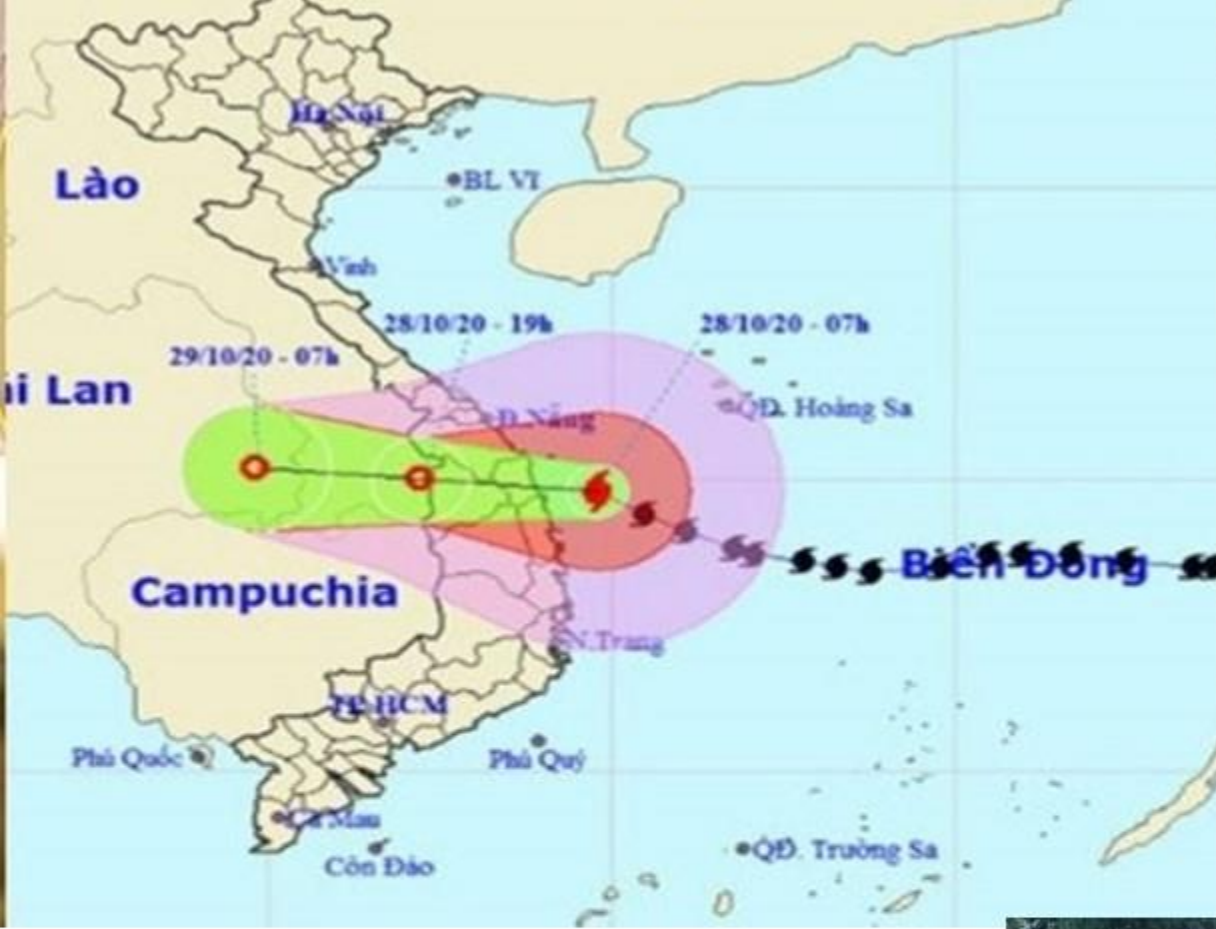 Hà Nội
Lào
BL Vĩ
Vinh
28/10/20 - 19h
28/10/20 - 07h
29/10/20 - 07h
ai Lan
QĐ. Hoàng Sa
Đ.Nẵng
Biển Đông
Campuchia
N.Trang
TP. HCM
Phú Quốc
Phú Quý
Cà Mau
Côn Đảo
QĐ. Trường Sa